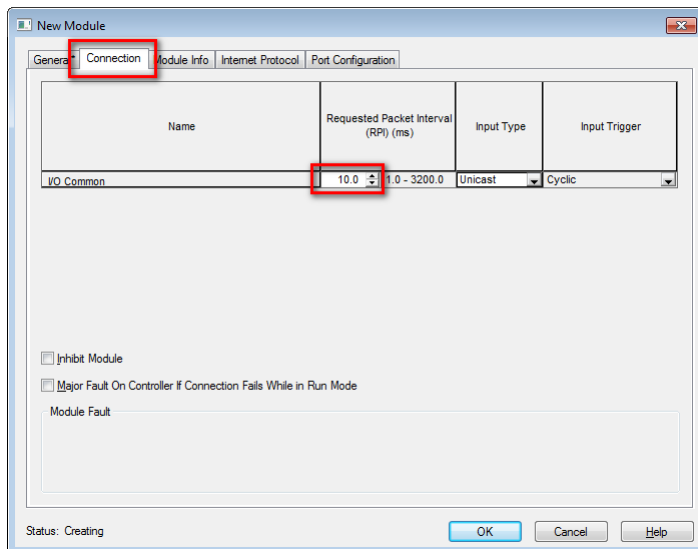 New Module
General* Connection Module Info Internet Protocol Port Configuration
Name Requested Packet Interval (RPI) (ms) Input Type Input Trigger
I/O Common 10.0 1.0 - 3200.0 Unicast Cyclic
Inhibit Module
Major Fault On Controller If Connection Fails While in Run Mode
Module Fault
Status: Creating OK Cancel Help